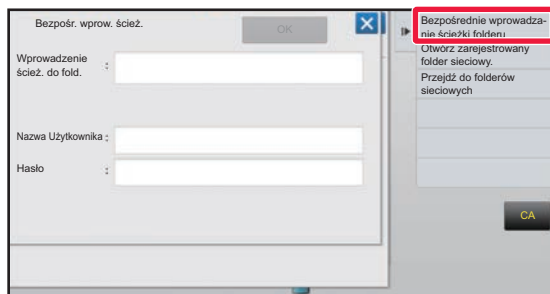 Bezpośr. wprow. ścież.
OK
Wprowadzenie
ścież. do fold. :
Nazwa Użytkownika :
Hasło :
Bezpośrednie wprowadza-
nie ścieżki folderu
Otwórz zarejestrowany
folder sieciowy.
Przejdź do folderów
sieciowych
CA